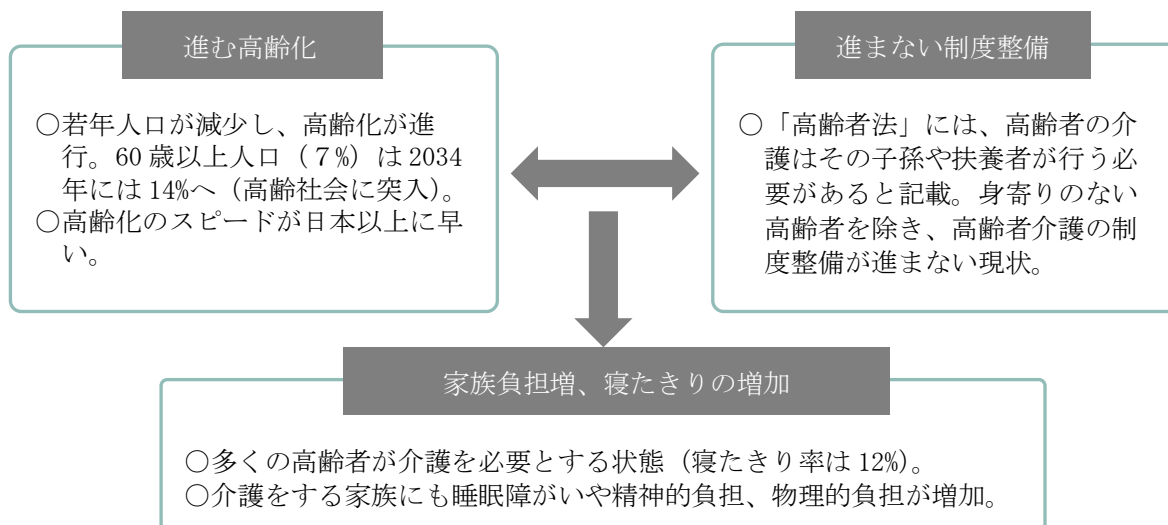 進む高齢化
○若年人口が減少し、高齢化が進
行。60 歳以上人口（７%）は 2034
年には 14%へ（高齢社会に突入）。
○高齢化のスピードが日本以上に早
い。
進まない制度整備
○「高齢者法」には、高齢者の介
護はその子孫や扶養者が行う必
要があると記載。身寄りのない
高齢者を除き、高齢者介護の制
度整備が進まない現状。
家族負担増、寝たきりの増加
○多くの高齢者が介護を必要とする状態（寝たきり率は 12%）。
○介護をする家族にも睡眠障がいや精神的負担、物理的負担が増加。